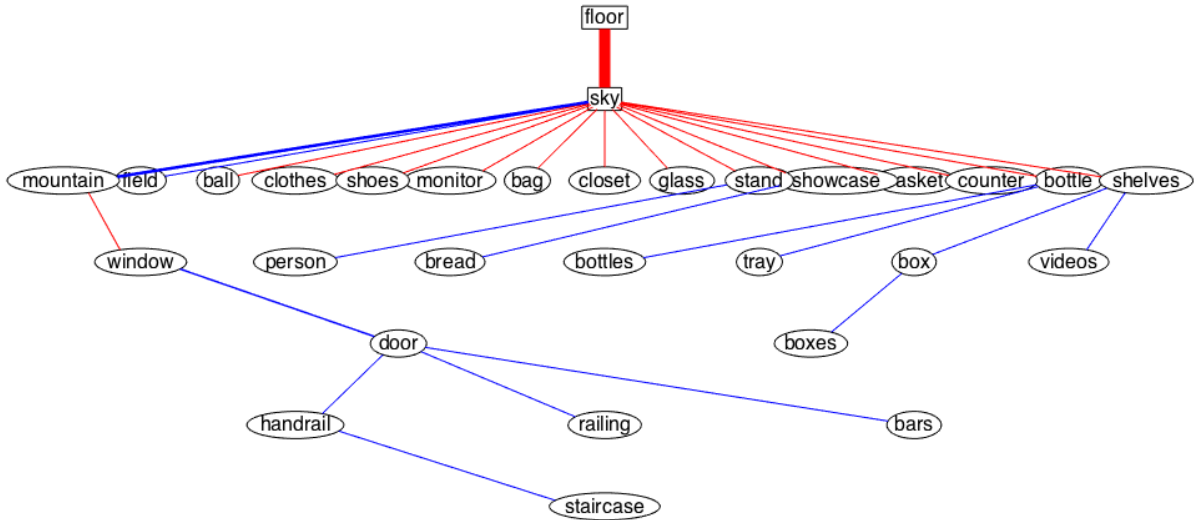 floor
sky
mountain field ball clothes shoes monitor bag closet glass stand showcase asket counter bottle shelves
window person bread bottles tray box videos
door boxes
handrail railing bars
staircase